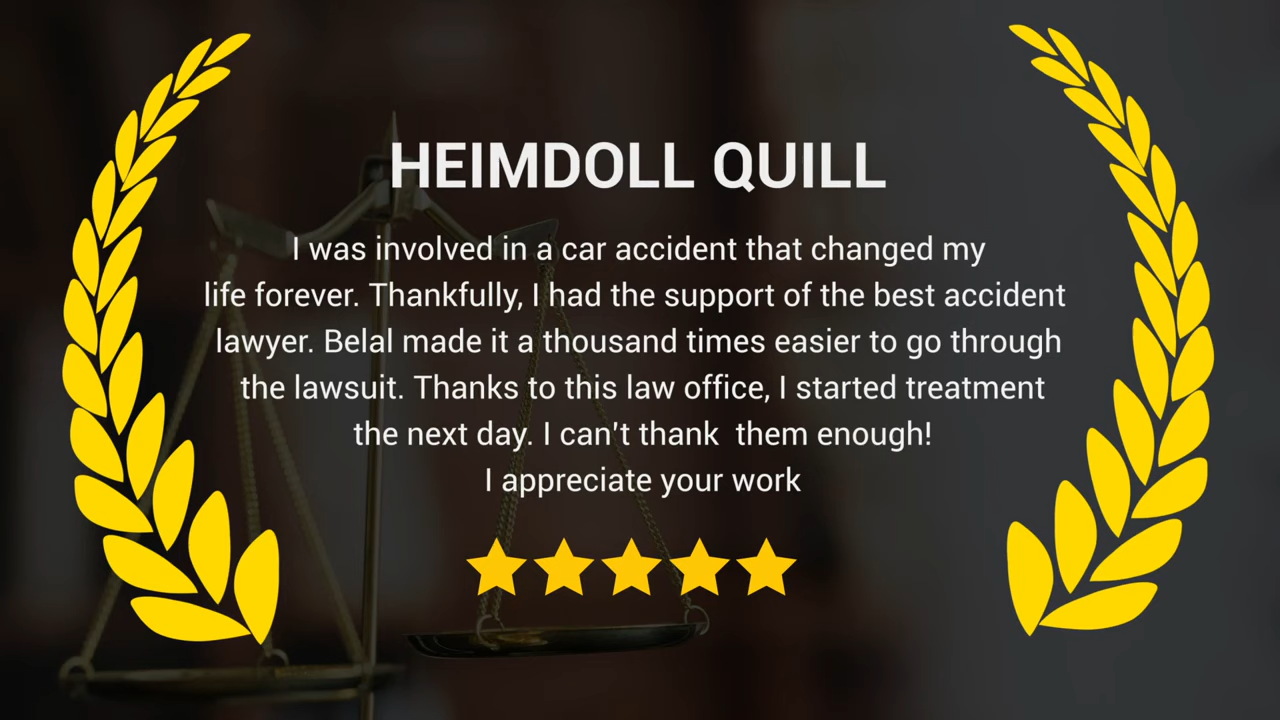 HEIMDOLL QUILL
I was involved in a car accident that changed my
life forever. Thankfully, I had the support of the best accident
lawyer. Belal made it a thousand times easier to go through
the lawsuit. Thanks to this law office, I started treatment
the next day. I can't thank  them enough!
I appreciate your work